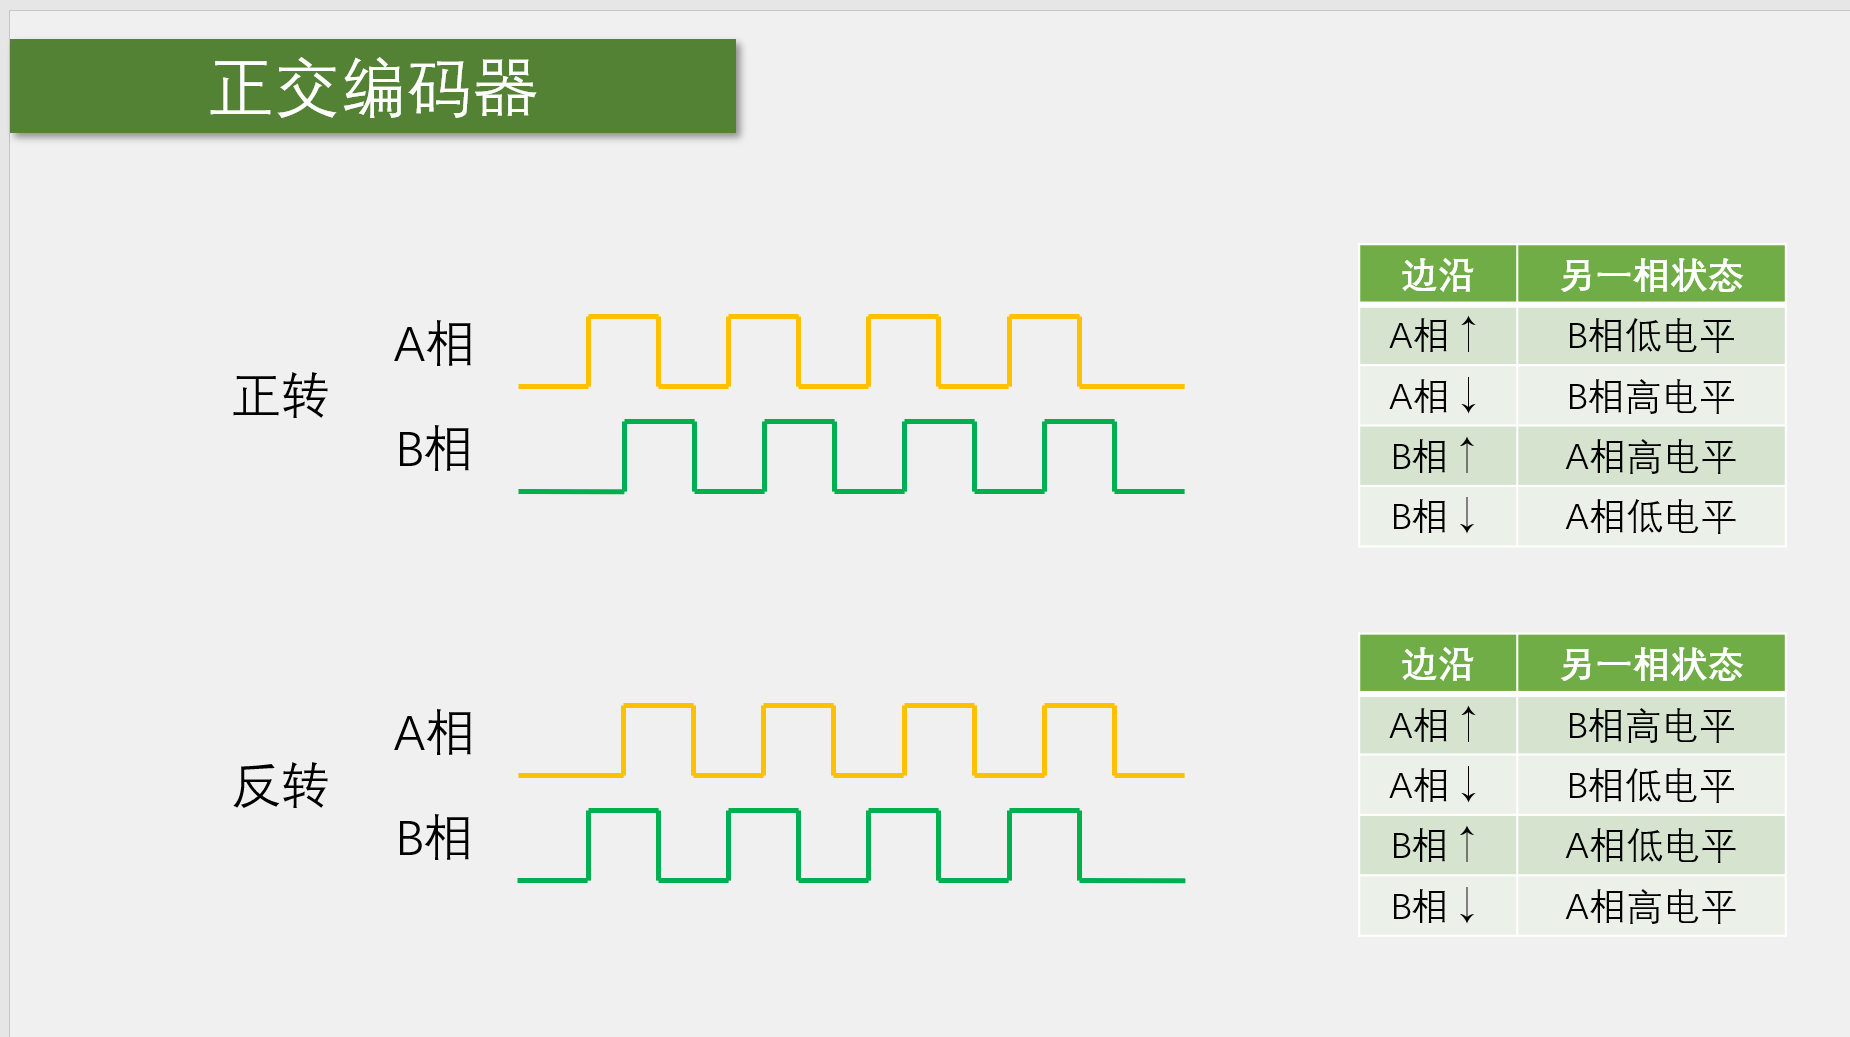 正交编码器
正转
A相
B相
边沿 另一相状态
A相↑ B相低电平
A相↓ B相高电平
B相↑ A相高电平
B相↓ A相低电平
反转
A相
B相
边沿 另一相状态
A相↑ B相高电平
A相↓ B相低电平
B相↑ A相低电平
B相↓ A相高电平